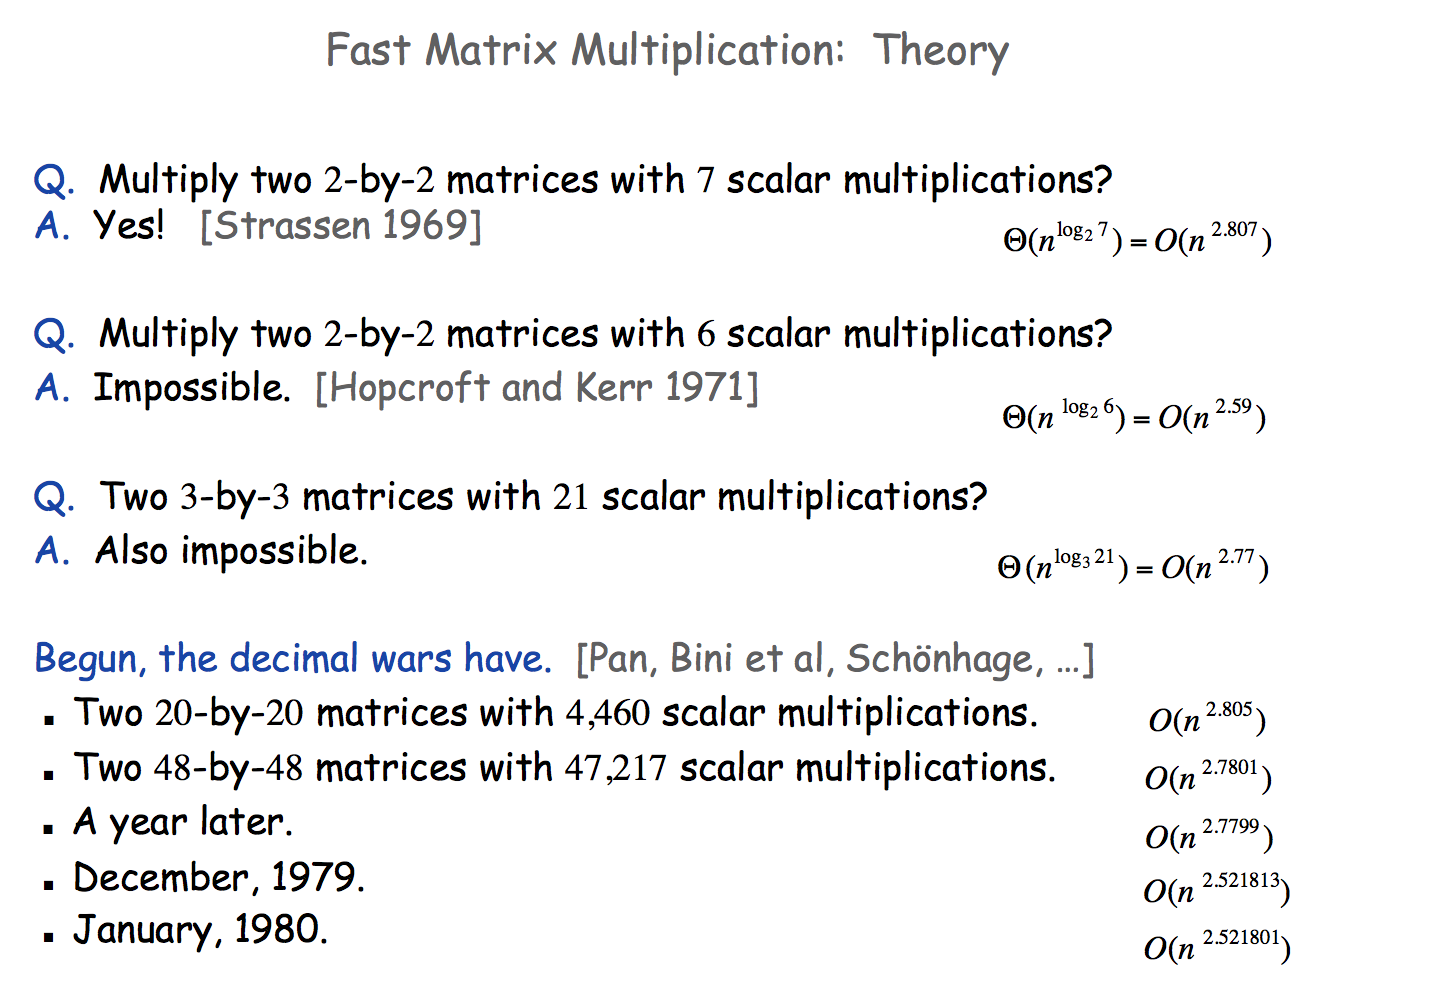 Fast Matrix Multiplication: Theory
Q. Multiply two 2-by-2 matrices with 7 scalar multiplications?
A. Yes! [Strassen 1969]
Θ(n^{log₂ 7}) = O(n^{2.807})
Q. Multiply two 2-by-2 matrices with 6 scalar multiplications?
A. Impossible. [Hopcroft and Kerr 1971]
Θ(n^{log₂ 6}) = O(n^{2.59})
Q. Two 3-by-3 matrices with 21 scalar multiplications?
A. Also impossible.
Θ(n^{log₃ 21}) = O(n^{2.77})
Begun, the decimal wars have. [Pan, Bini et al, Schönhage, …]
▪ Two 20-by-20 matrices with 4,460 scalar multiplications. O(n^{2.805})
▪ Two 48-by-48 matrices with 47,217 scalar multiplications. O(n^{2.7801})
▪ A year later. O(n^{2.7799})
▪ December, 1979. O(n^{2.521813})
▪ January, 1980. O(n^{2.521801})